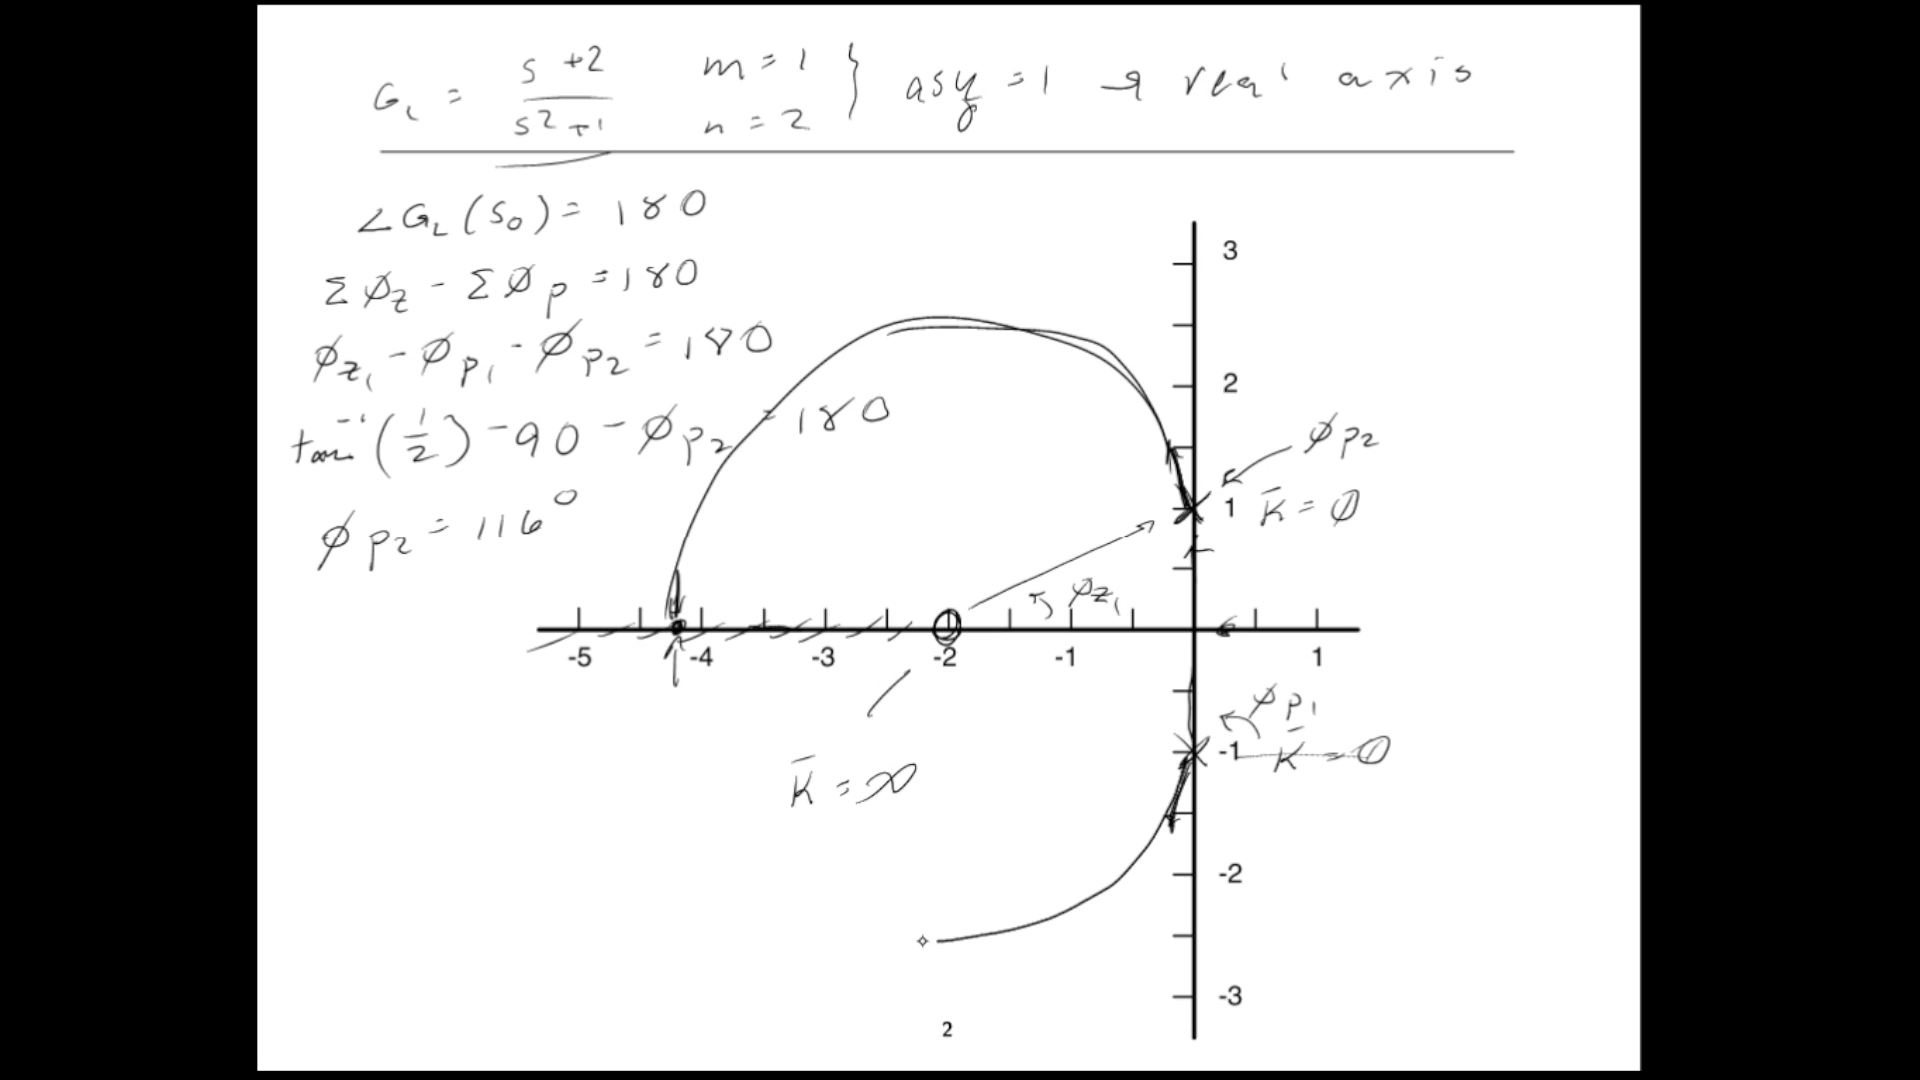 G_L = (s+2)/(s²+1)   m=1  n=2 } asy=1 → real axis
∠G_L(s₀)=180
Σø_z - Σø_p =180
ø_z₁ - ø_p₁ - ø_p₂ = 180
tan⁻¹(1/2) -90 - ø_p₂ = 180
ø_p₂ = 116°
3
2
ø_p₂
1 K̄=0
ø_z₁
-5 -4 -3 -2 -1 1
ø_p₁
-1 K̄=0
K̄=∞
-2
-3
2